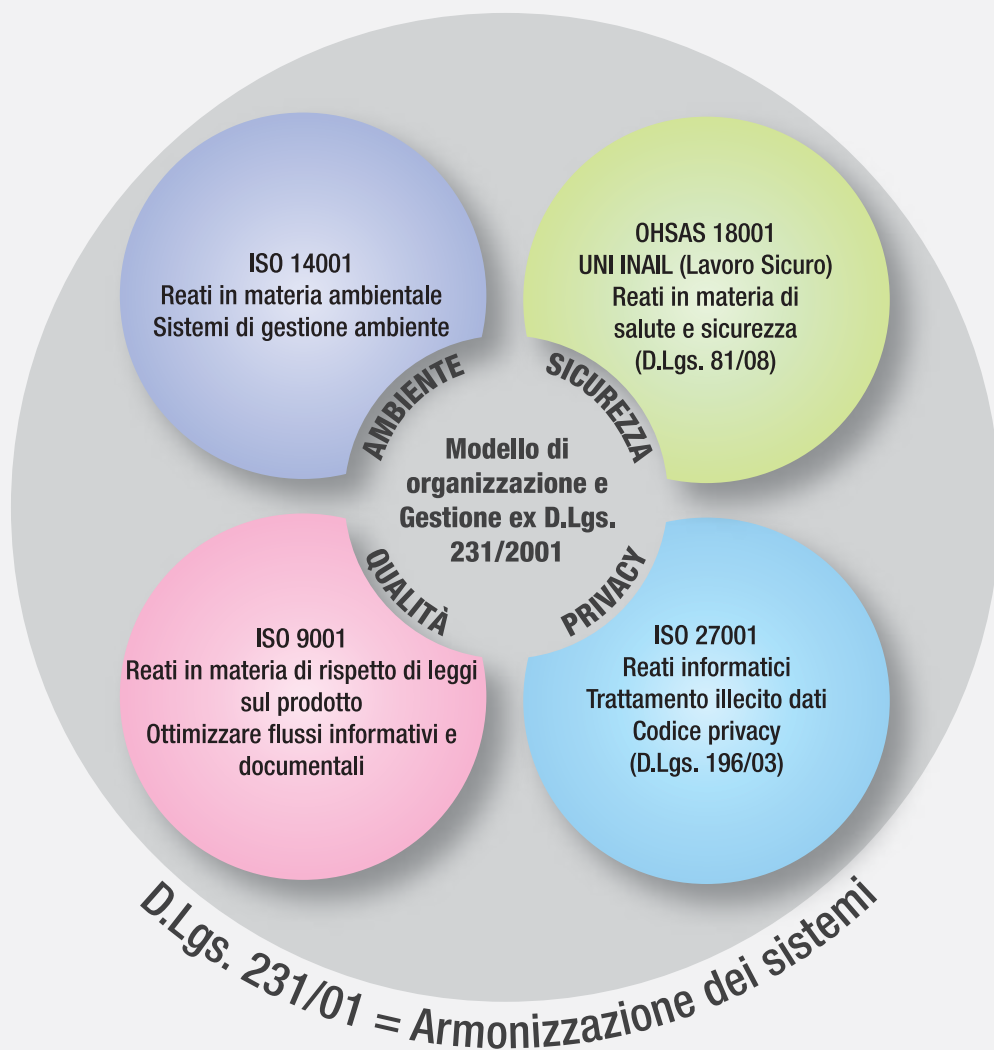 ISO 14001
Reati in materia ambientale
Sistemi di gestione ambiente
OHSAS 18001
UNI INAIL (Lavoro Sicuro)
Reati in materia di
salute e sicurezza
(D.Lgs. 81/08)
AMBIENTE
SICUREZZA
Modello di
organizzazione e
Gestione ex D.Lgs.
231/2001
QUALITÀ
PRIVACY
ISO 9001
Reati in materia di rispetto di leggi
sul prodotto
Ottimizzare flussi informativi e
documentali
ISO 27001
Reati informatici
Trattamento illecito dati
Codice privacy
(D.Lgs. 196/03)
D.Lgs. 231/01 = Armonizzazione dei sistemi